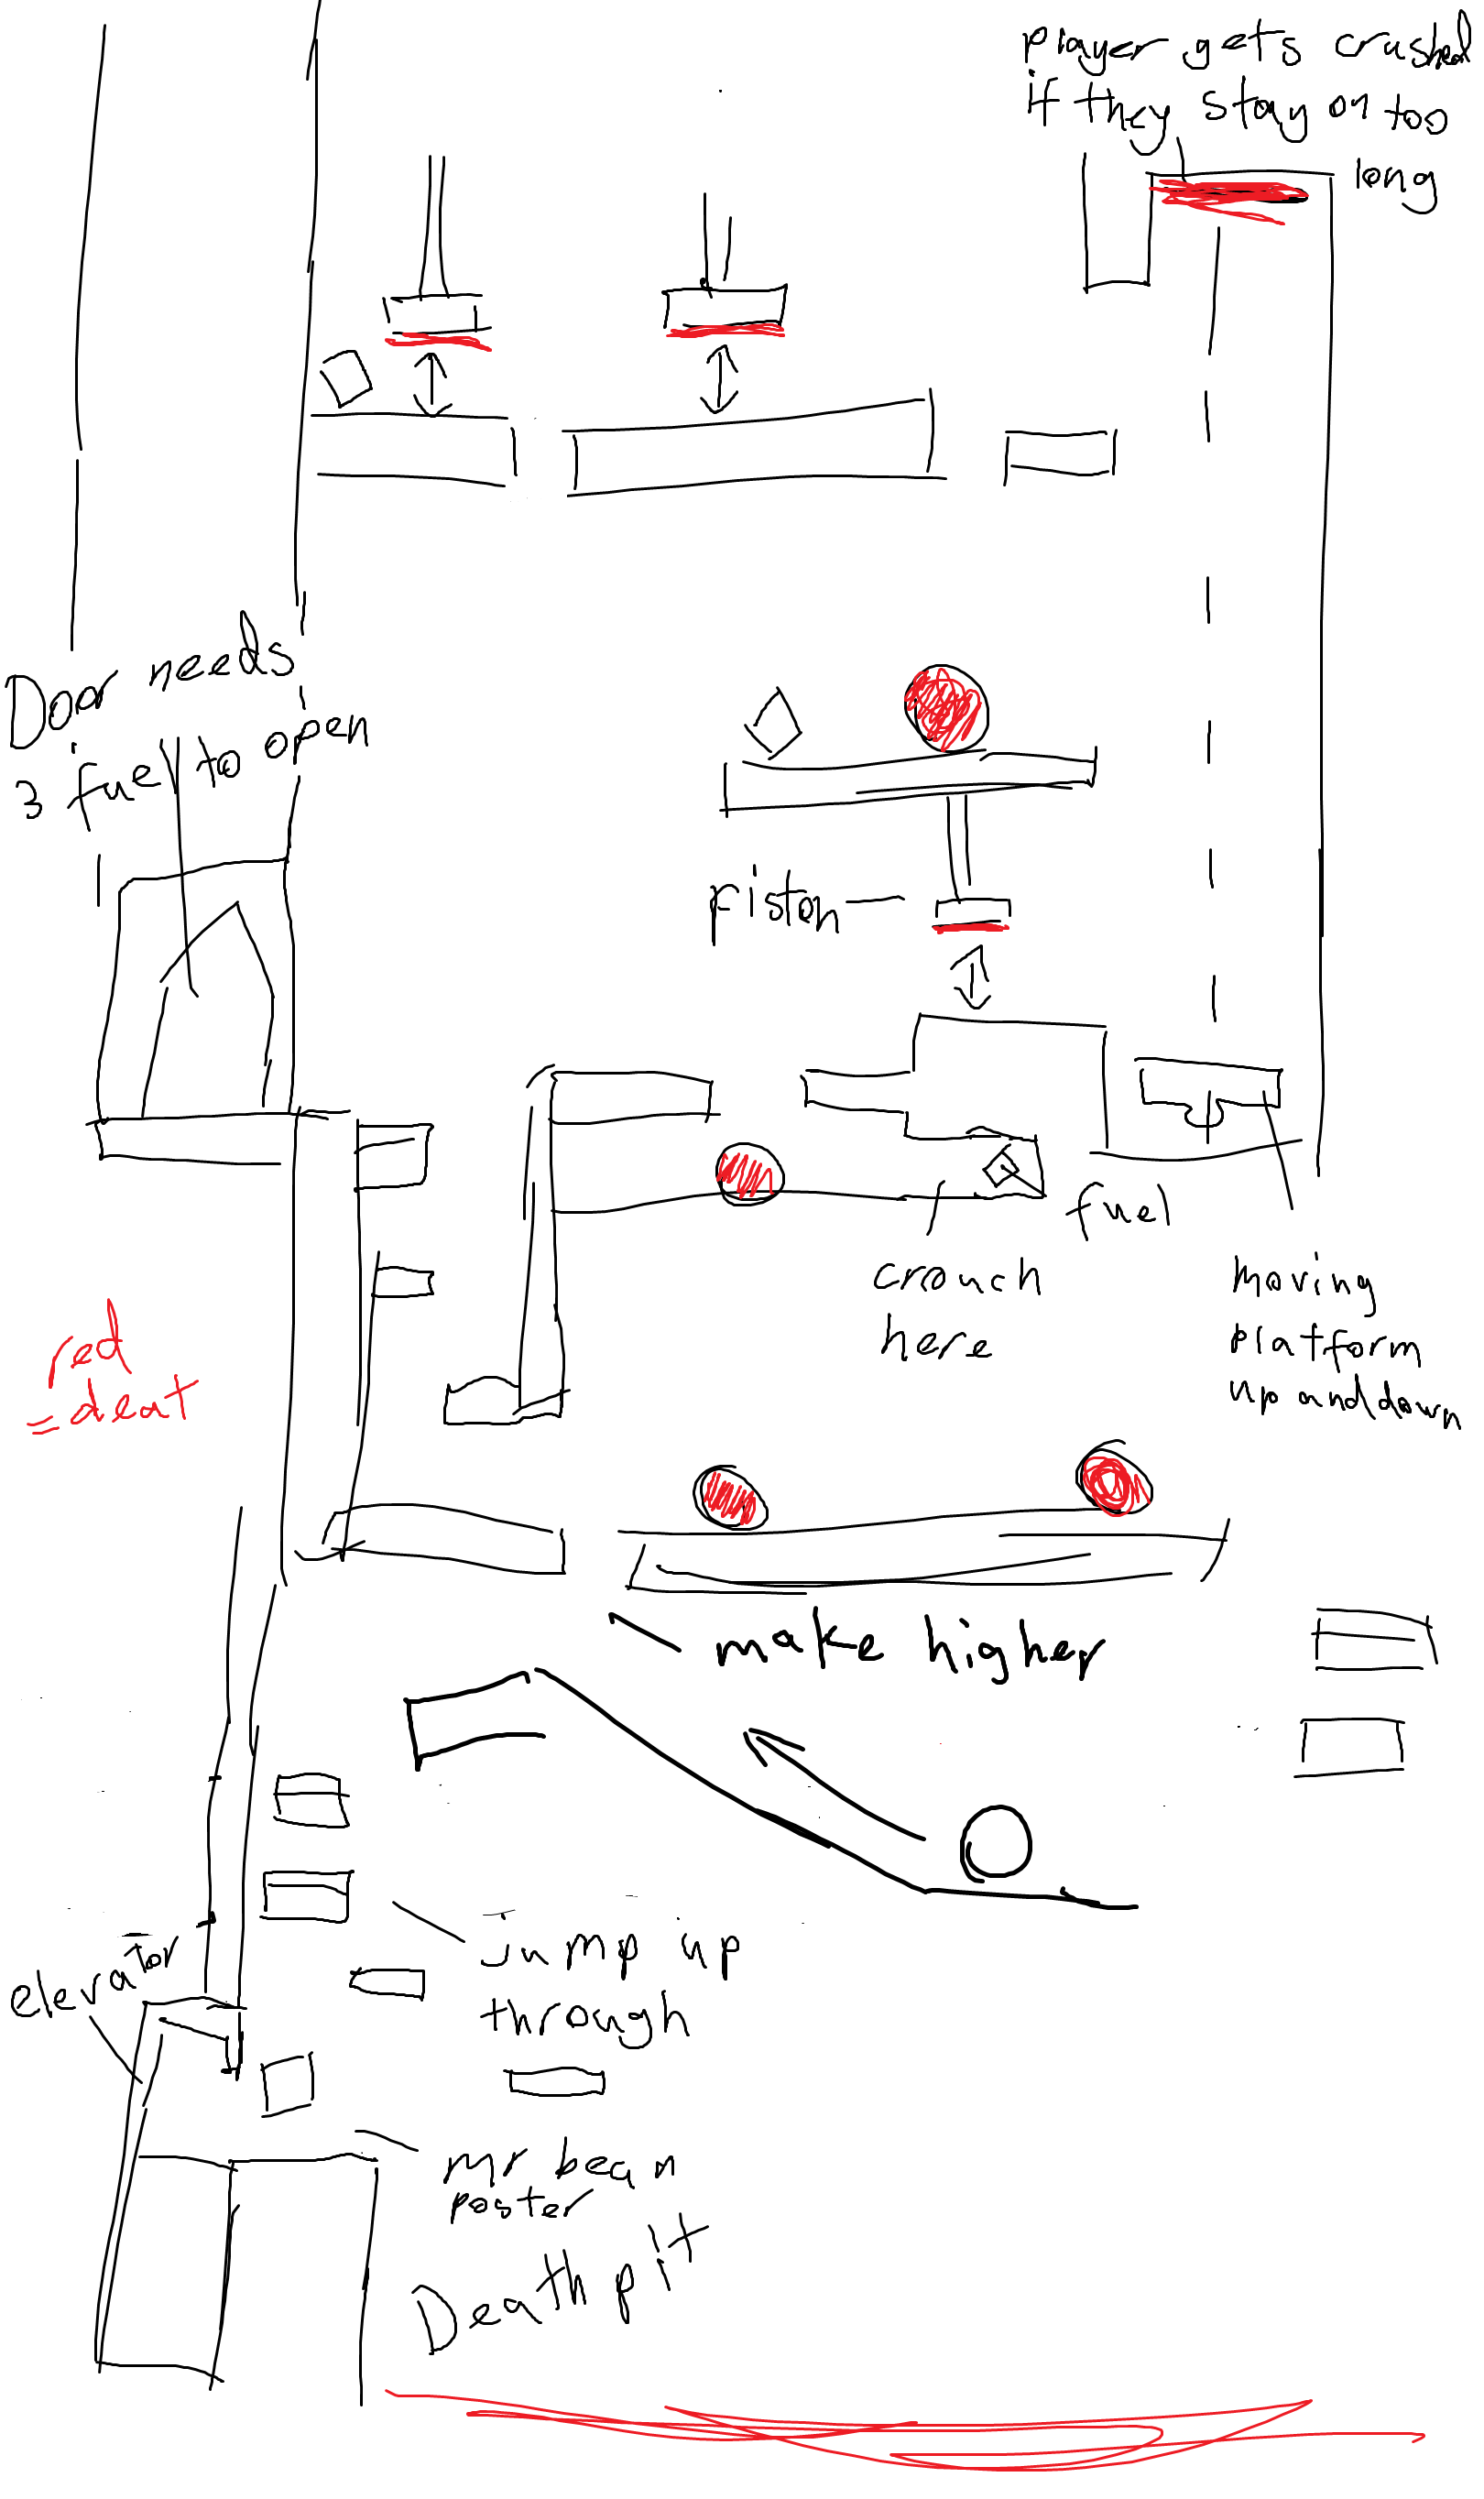 player gets crushd
if they stay on too
long
Door needs
3 fuel to open
Piston
fuel
crouch
here
Moving
Platform
up and down
red
= deat
make higher
Jump up
through
elevator
mr bean
poster
Death pit